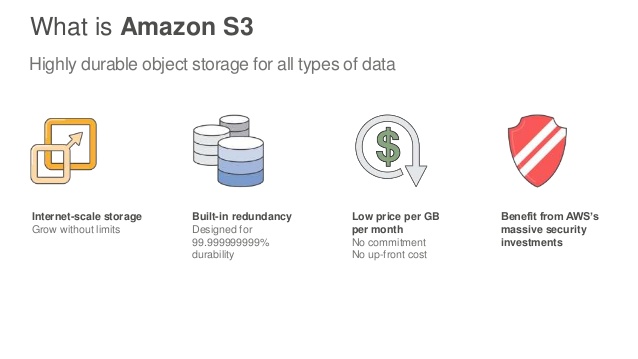 What is Amazon S3
Highly durable object storage for all types of data
$
Internet-scale storage
Grow without limits
Built-in redundancy
Designed for
99.999999999%
durability
Low price per GB
per month
No commitment
No up-front cost
Benefit from AWS's
massive security
investments